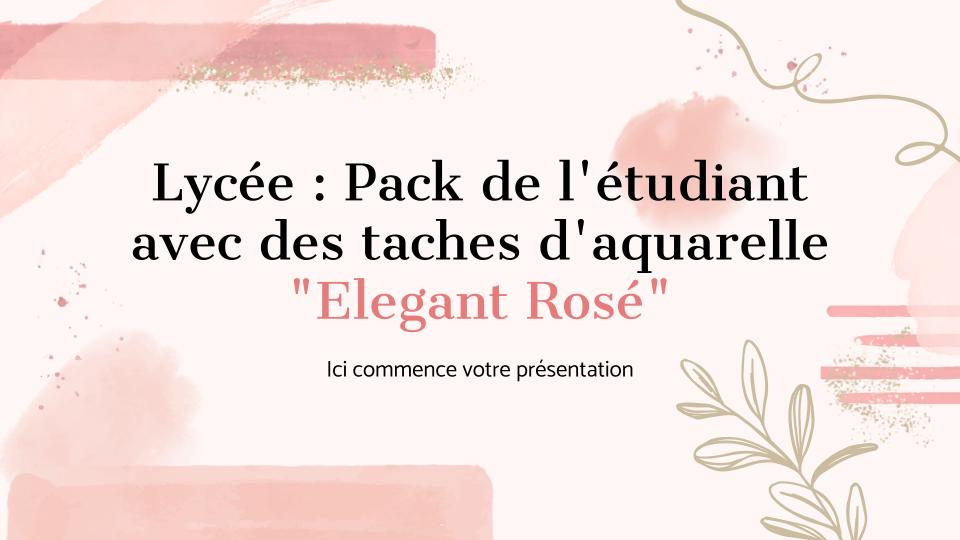 Lycée : Pack de l'étudiant
avec des taches d'aquarelle
"Elegant Rosé"
Ici commence votre présentation